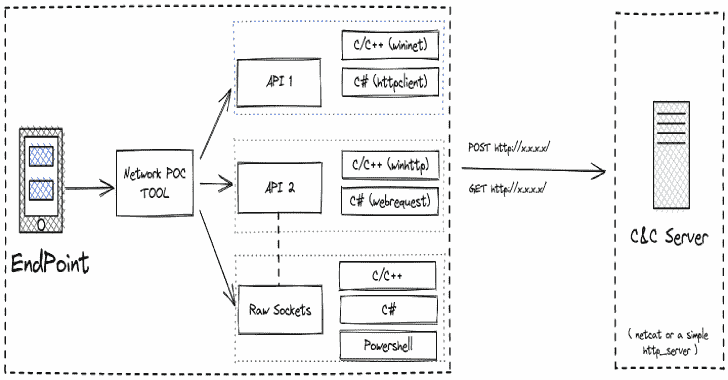 C/C++ (wininet)
API 1
C# (httpclient)
Network POC
TOOL
C/C++ (winhttp)
API 2
C# (webrequest)
POST http://x.x.x.x/
GET http://x.x.x.x/
EndPoint
C&C Server
C/C++
Raw Sockets
C#
Powershell
( netcat or a simple
http_server )